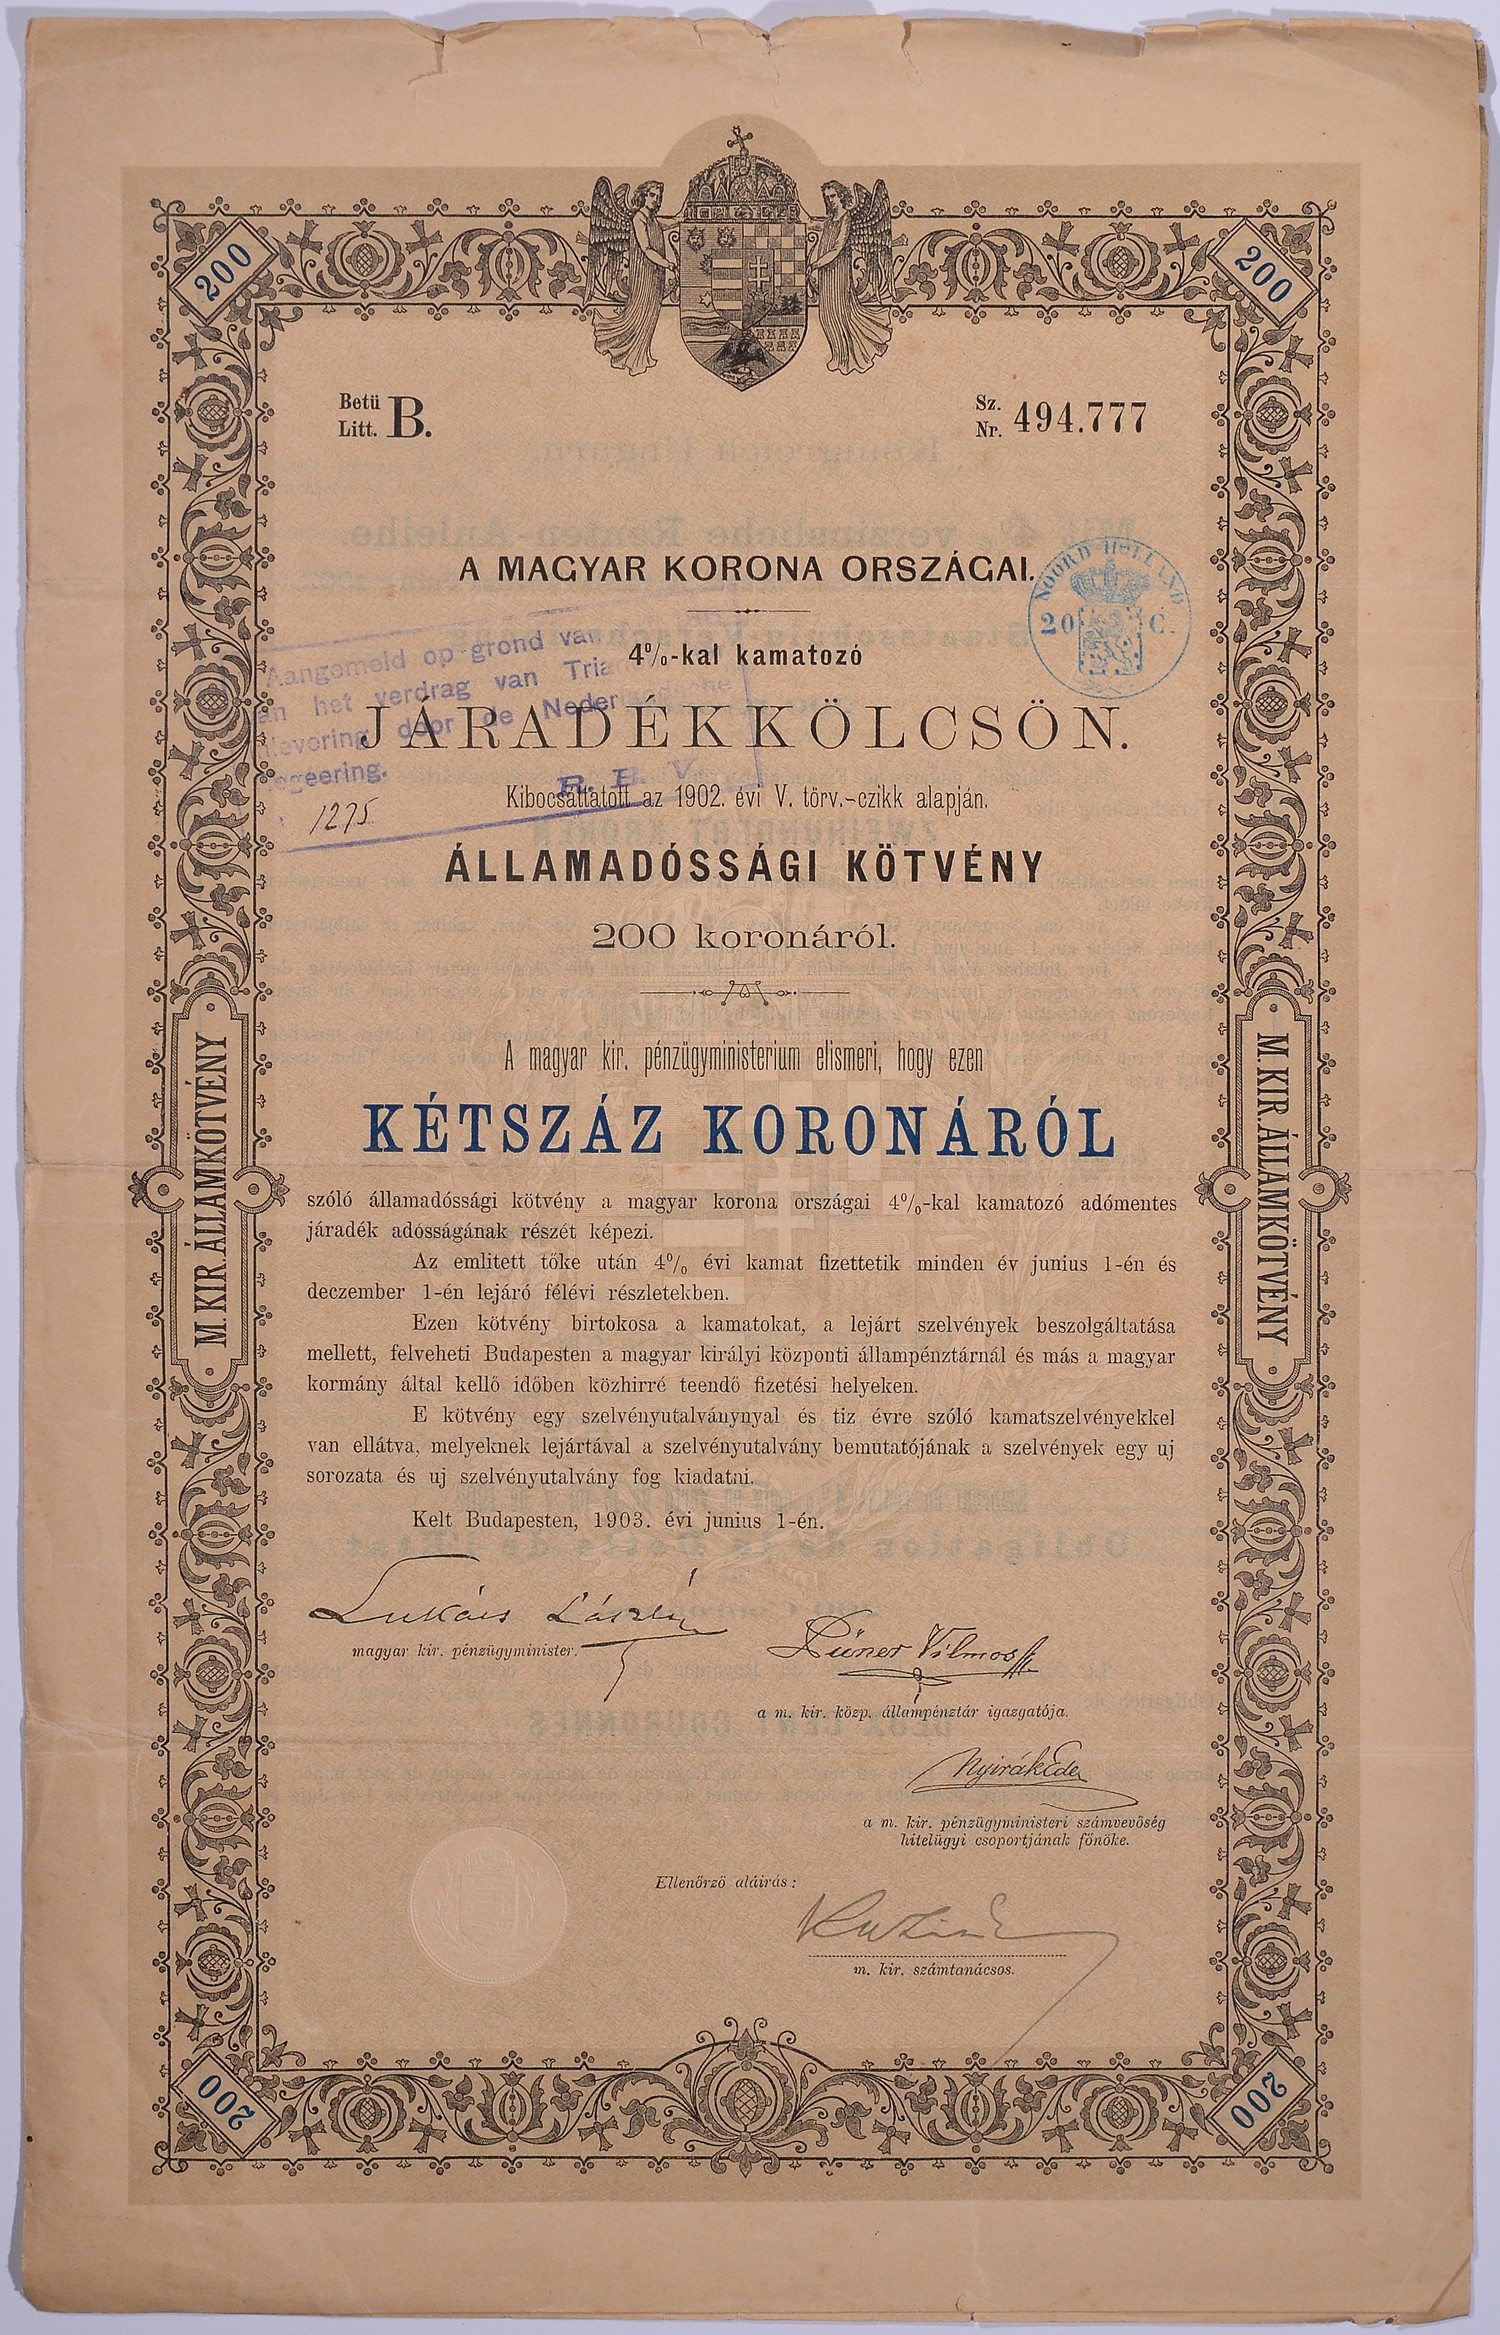 200
200
Betü
Litt. B.
Sz.
Nr. 494.777
A MAGYAR KORONA ORSZÁGAI.
NOORD-HOLLAND
20 C.
4%-kal kamatozó
Aangemeld op grond van
het verdrag van
door de Nederlandsche
R. B. V.
1275
JÁRADÉKKÖLCSÖN.
Kibocsáttatott az 1902. évi V. törv.-czikk alapján.
ÁLLAMADÓSSÁGI KÖTVÉNY
200 koronáról.
A magyar kir. pénzügyministerium elismeri, hogy ezen
KÉTSZÁZ KORONÁRÓL
szóló államadóssági kötvény a magyar korona országai 4%-kal kamatozó adómentes
járadék adósságának részét képezi.
Az emlitett tőke után 4% évi kamat fizettetik minden év junius 1-én és
deczember 1-én lejáró félévi részletekben.
Ezen kötvény birtokosa a kamatokat, a lejárt szelvények beszolgáltatása
mellett, felveheti Budapesten a magyar királyi központi állampénztárnál és más a magyar
kormány által kellő időben közhirré teendő fizetési helyeken.
E kötvény egy szelvényutalványnyal és tiz évre szóló kamatszelvényekkel
van ellátva, melyeknek lejártával a szelvényutalvány bemutatójának a szelvények egy uj
sorozata és uj szelvényutalvány fog kiadatni.
Kelt Budapesten, 1903. évi junius 1-én.
Lukács László
magyar kir. pénzügyminister.
Vilmos
a m. kir. közp. állampénztár igazgatója.
Nyirák Ede
a m. kir. pénzügyministeri számvevőség
hitelügyi csoportjának főnöke.
Ellenőrző aláirás:
m. kir. számtanácsos.
M. KIR. ÁLLAMKÖTVÉNY
M. KIR. ÁLLAMKÖTVÉNY
200
200